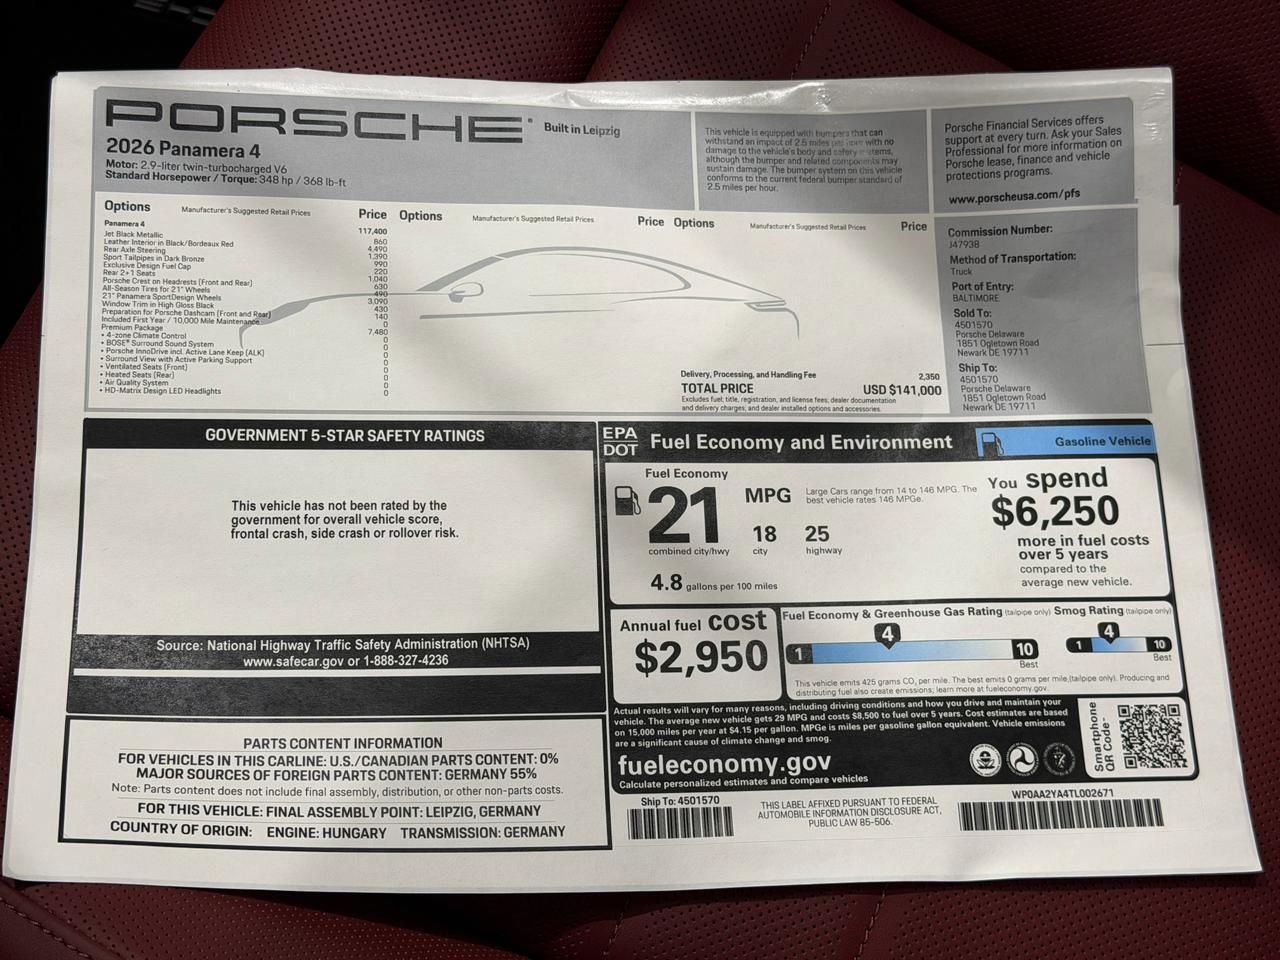 PORSCHE
Built in Leipzig
2026 Panamera 4
Motor: 2.9-liter twin-turbocharged V6
Standard Horsepower / Torque: 348 hp / 368 lb-ft
This vehicle is equipped with bumpers that can
withstand an impact of 2.5 miles per hour with no
damage to the vehicle's body and safety systems,
although the bumper and related components may
sustain damage. The bumper system on this vehicle
conforms to the current federal bumper standard of
2.5 miles per hour.
Porsche Financial Services offers
support at every turn. Ask your Sales
Professional for more information on
Porsche lease, finance and vehicle
protections programs.
www.porscheusa.com/pfs
Options Manufacturer's Suggested Retail Prices Price Options Manufacturer's Suggested Retail Prices Price Options Manufacturer's Suggested Retail Prices Price
Panamera 4 117,400
Jet Black Metallic 860
Leather Interior in Black/Bordeaux Red 4,490
Rear Axle Steering 1,390
Sport Tailpipes in Dark Bronze 990
Exclusive Design Fuel Cap 220
Rear 2+1 Seats 1,040
Porsche Crest on Headrests (Front and Rear) 630
All-Season Tires for 21" Wheels 490
21" Panamera SportDesign Wheels 3,090
Window Trim in High Gloss Black 430
Preparation for Porsche Dashcam (Front and Rear) 140
Included First Year / 10,000 Mile Maintenance 0
Premium Package 7,480
• 4-zone Climate Control 0
• BOSE® Surround Sound System 0
• Porsche InnoDrive incl. Active Lane Keep (ALK) 0
• Surround View with Active Parking Support 0
• Ventilated Seats (Front) 0
• Heated Seats (Rear) 0
• Air Quality System 0
• HD-Matrix Design LED Headlights 0
Delivery, Processing, and Handling Fee 2,350
TOTAL PRICE USD $141,000
Excludes fuel; title, registration, and license fees; dealer documentation
and delivery charges; and dealer installed options and accessories.
Commission Number:
J47938
Method of Transportation:
Truck
Port of Entry:
BALTIMORE
Sold To:
4501570
Porsche Delaware
1851 Ogletown Road
Newark DE 19711
Ship To:
4501570
Porsche Delaware
1851 Ogletown Road
Newark DE 19711
GOVERNMENT 5-STAR SAFETY RATINGS
This vehicle has not been rated by the
government for overall vehicle score,
frontal crash, side crash or rollover risk.
Source: National Highway Traffic Safety Administration (NHTSA)
www.safecar.gov or 1-888-327-4236
PARTS CONTENT INFORMATION
FOR VEHICLES IN THIS CARLINE: U.S./CANADIAN PARTS CONTENT: 0%
MAJOR SOURCES OF FOREIGN PARTS CONTENT: GERMANY 55%
Note: Parts content does not include final assembly, distribution, or other non-parts costs.
FOR THIS VEHICLE: FINAL ASSEMBLY POINT: LEIPZIG, GERMANY
COUNTRY OF ORIGIN: ENGINE: HUNGARY TRANSMISSION: GERMANY
EPA
DOT
Fuel Economy and Environment
Gasoline Vehicle
Fuel Economy
21 MPG
combined city/hwy
18
city
25
highway
Large Cars range from 14 to 146 MPG. The
best vehicle rates 146 MPGe.
4.8 gallons per 100 miles
You spend
$6,250
more in fuel costs
over 5 years
compared to the
average new vehicle.
Annual fuel cost
$2,950
Fuel Economy & Greenhouse Gas Rating (tailpipe only)
1
4
10
Best
Smog Rating (tailpipe only)
1
4
10
Best
This vehicle emits 425 grams CO₂ per mile. The best emits 0 grams per mile (tailpipe only). Producing and
distributing fuel also create emissions; learn more at fueleconomy.gov.
Actual results will vary for many reasons, including driving conditions and how you drive and maintain your
vehicle. The average new vehicle gets 29 MPG and costs $8,500 to fuel over 5 years. Cost estimates are based
on 15,000 miles per year at $4.15 per gallon. MPGe is miles per gasoline gallon equivalent. Vehicle emissions
are a significant cause of climate change and smog.
fueleconomy.gov
Calculate personalized estimates and compare vehicles
Smartphone
QR Code™
Ship To: 4501570
THIS LABEL AFFIXED PURSUANT TO FEDERAL
AUTOMOBILE INFORMATION DISCLOSURE ACT,
PUBLIC LAW 85-506.
WP0AA2YA4TL002671